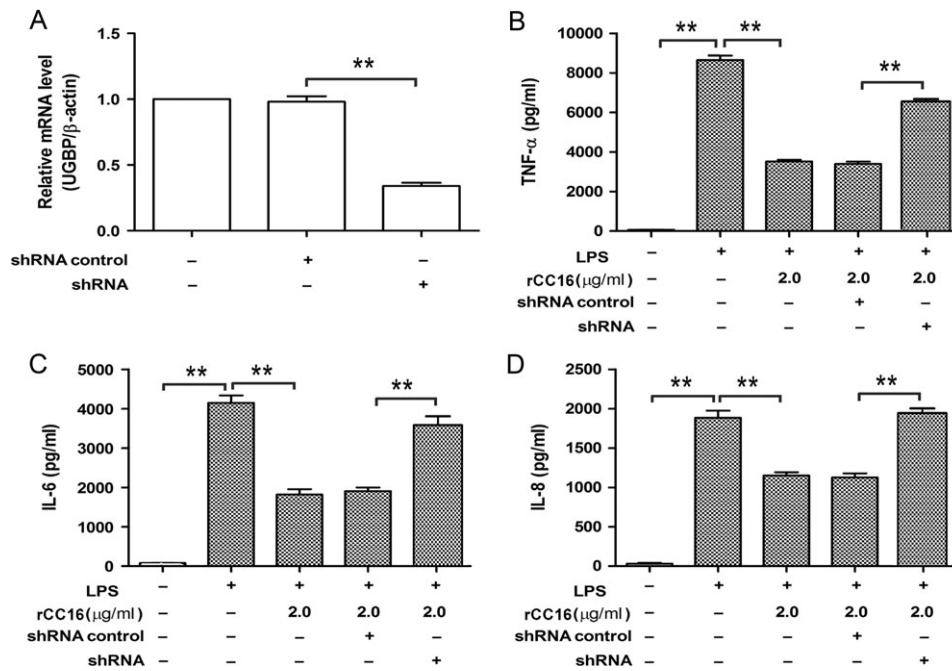 A
Relative mRNA level
(UGBP/β-actin)
1.5
1.0
0.5
0.0
**
shRNA control – + –
shRNA – – +
B
TNF-α (pg/ml)
10000
8000
6000
4000
2000
0
** ** **
LPS – + + + +
rCC16(μg/ml) – – 2.0 2.0 2.0
shRNA control – – – + –
shRNA – – – – +
C
IL-6 (pg/ml)
5000
4000
3000
2000
1000
0
** ** **
LPS – + + + +
rCC16(μg/ml) – – 2.0 2.0 2.0
shRNA control – – – + –
shRNA – – – – +
D
IL-8 (pg/ml)
2500
2000
1500
1000
500
0
** ** **
LPS – + + + +
rCC16(μg/ml) – – 2.0 2.0 2.0
shRNA control – – – + –
shRNA – – – – +